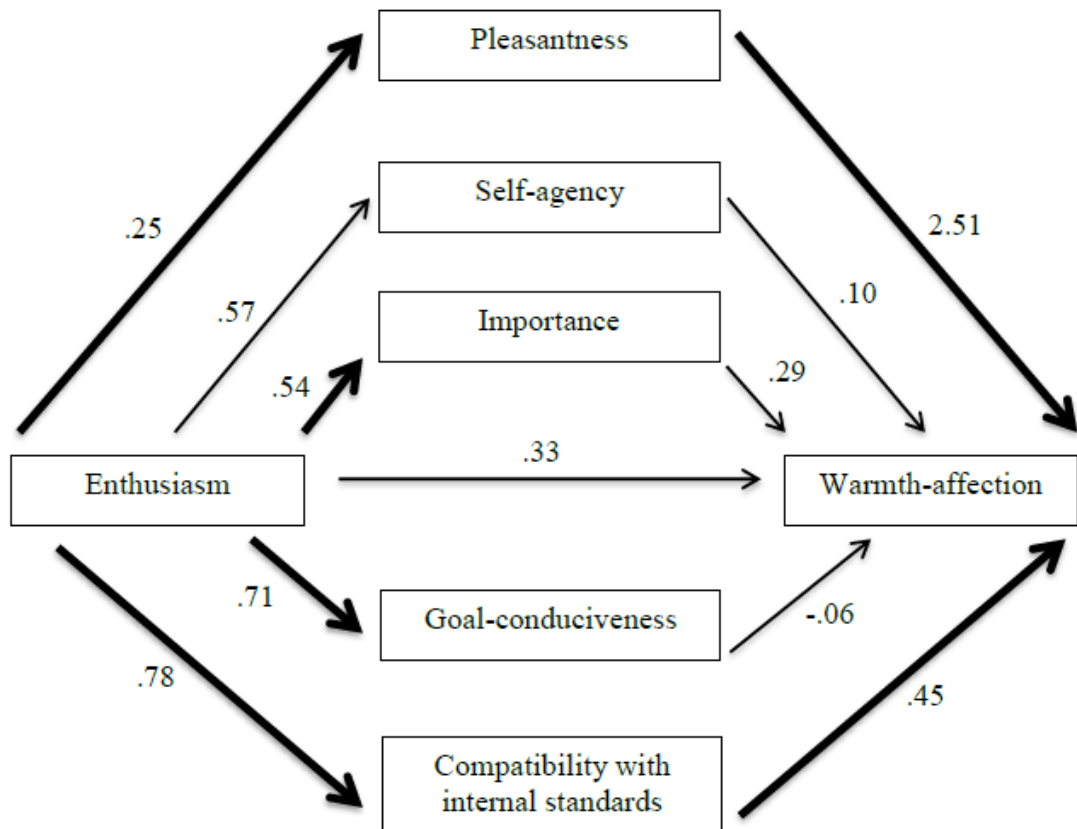 Pleasantness
.25
2.51
Self-agency
.57
.10
Importance
.54
.29
.33
Enthusiasm
Warmth-affection
.71
Goal-conduciveness
-.06
.78
.45
Compatibility with
internal standards